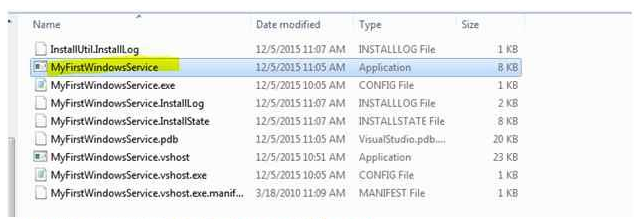 Name Date modified Type Size
InstallUtil.InstallLog 12/5/2015 11:07 AM INSTALLLOG File 1 KB
MyFirstWindowsService 12/5/2015 11:05 AM Application 8 KB
MyFirstWindowsService.exe 12/5/2015 10:05 AM CONFIG File 1 KB
MyFirstWindowsService.InstallLog 12/5/2015 11:07 AM INSTALLLOG File 2 KB
MyFirstWindowsService.InstallState 12/5/2015 11:07 AM INSTALLSTATE File 8 KB
MyFirstWindowsService.pdb 12/5/2015 11:05 AM VisualStudio.pdb.... 20 KB
MyFirstWindowsService.vshost 12/5/2015 10:51 AM Application 23 KB
MyFirstWindowsService.vshost.exe 12/5/2015 10:05 AM CONFIG File 1 KB
MyFirstWindowsService.vshost.exe.manif... 3/18/2010 11:09 AM MANIFEST File 1 KB